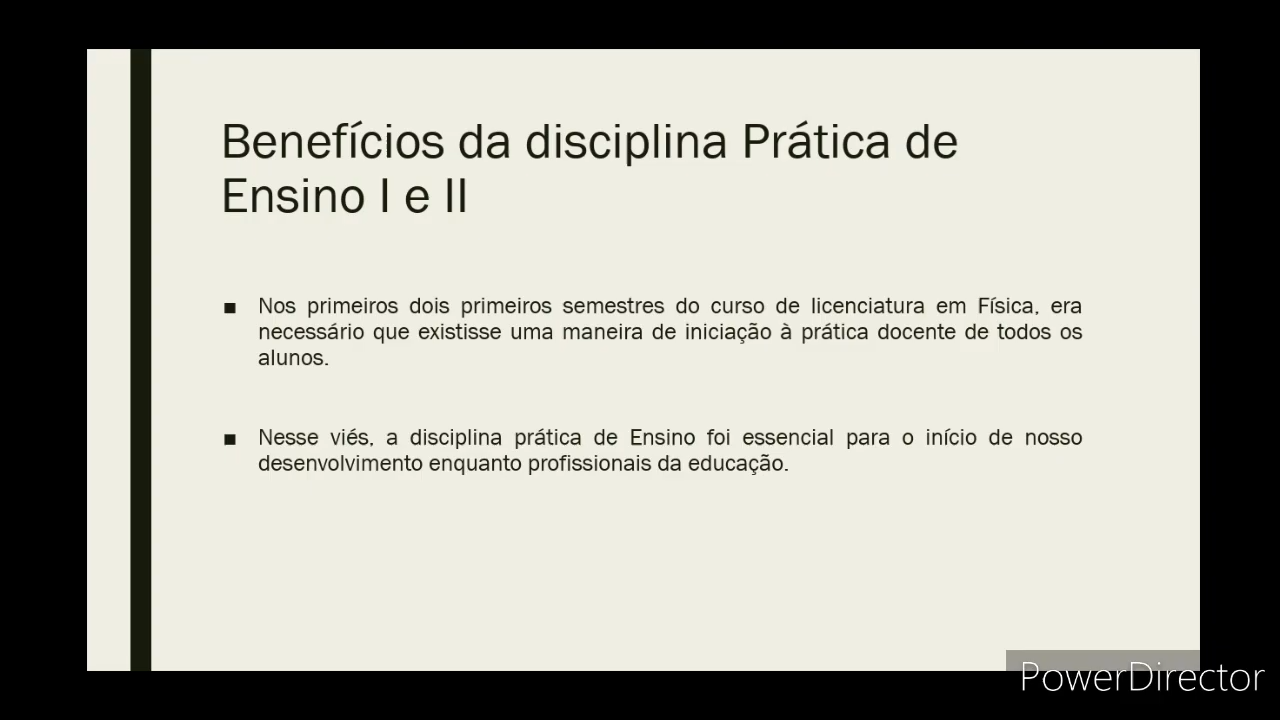 Benefícios da disciplina Prática de
Ensino I e II
■ Nos primeiros dois primeiros semestres do curso de licenciatura em Física, era
necessário que existisse uma maneira de iniciação à prática docente de todos os
alunos.
■ Nesse viés, a disciplina prática de Ensino foi essencial para o início de nosso
desenvolvimento enquanto profissionais da educação.
PowerDirector